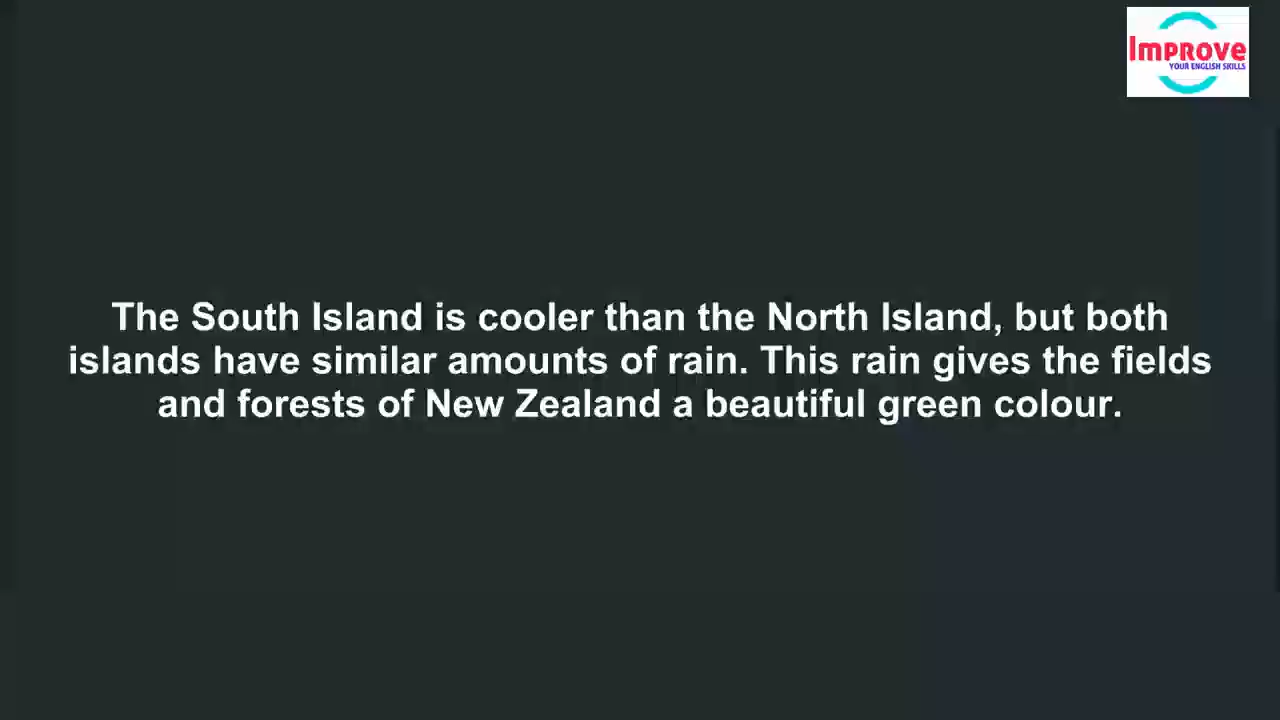 Improve
YOUR ENGLISH SKILLS
The South Island is cooler than the North Island, but both
islands have similar amounts of rain. This rain gives the fields
and forests of New Zealand a beautiful green colour.